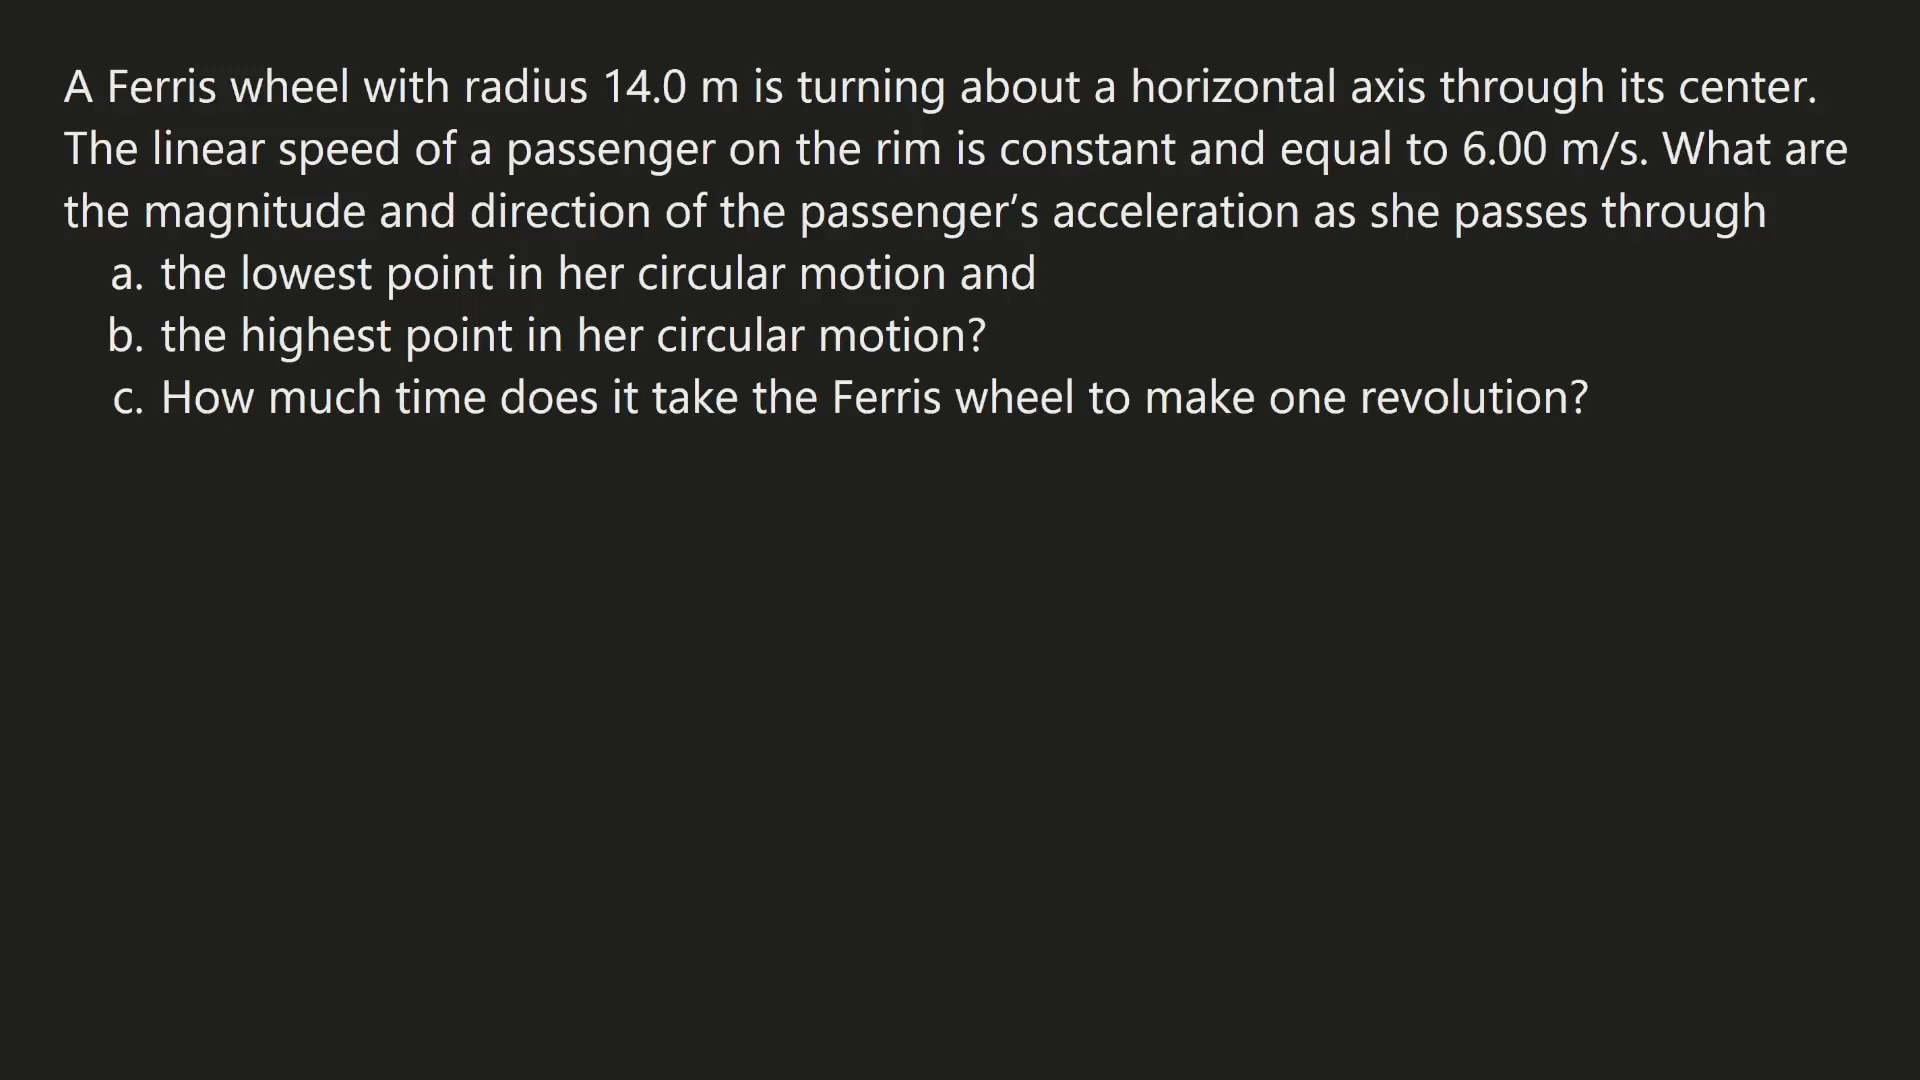 A Ferris wheel with radius 14.0 m is turning about a horizontal axis through its center.
The linear speed of a passenger on the rim is constant and equal to 6.00 m/s. What are
the magnitude and direction of the passenger’s acceleration as she passes through
a. the lowest point in her circular motion and
b. the highest point in her circular motion?
c. How much time does it take the Ferris wheel to make one revolution?